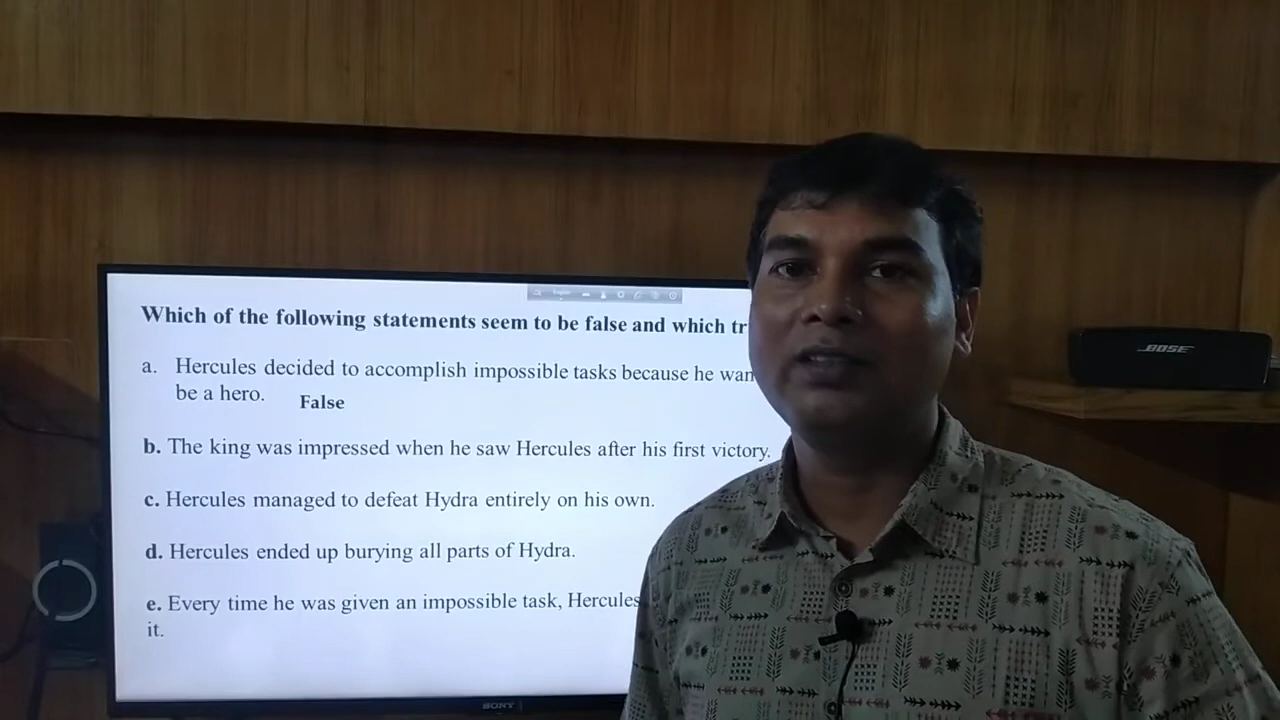 Which of the following statements seem to be false and which tr
a. Hercules decided to accomplish impossible tasks because he wan
be a hero. False
b. The king was impressed when he saw Hercules after his first victory.
c. Hercules managed to defeat Hydra entirely on his own.
d. Hercules ended up burying all parts of Hydra.
e. Every time he was given an impossible task, Hercules
it.
BOSE
SONY